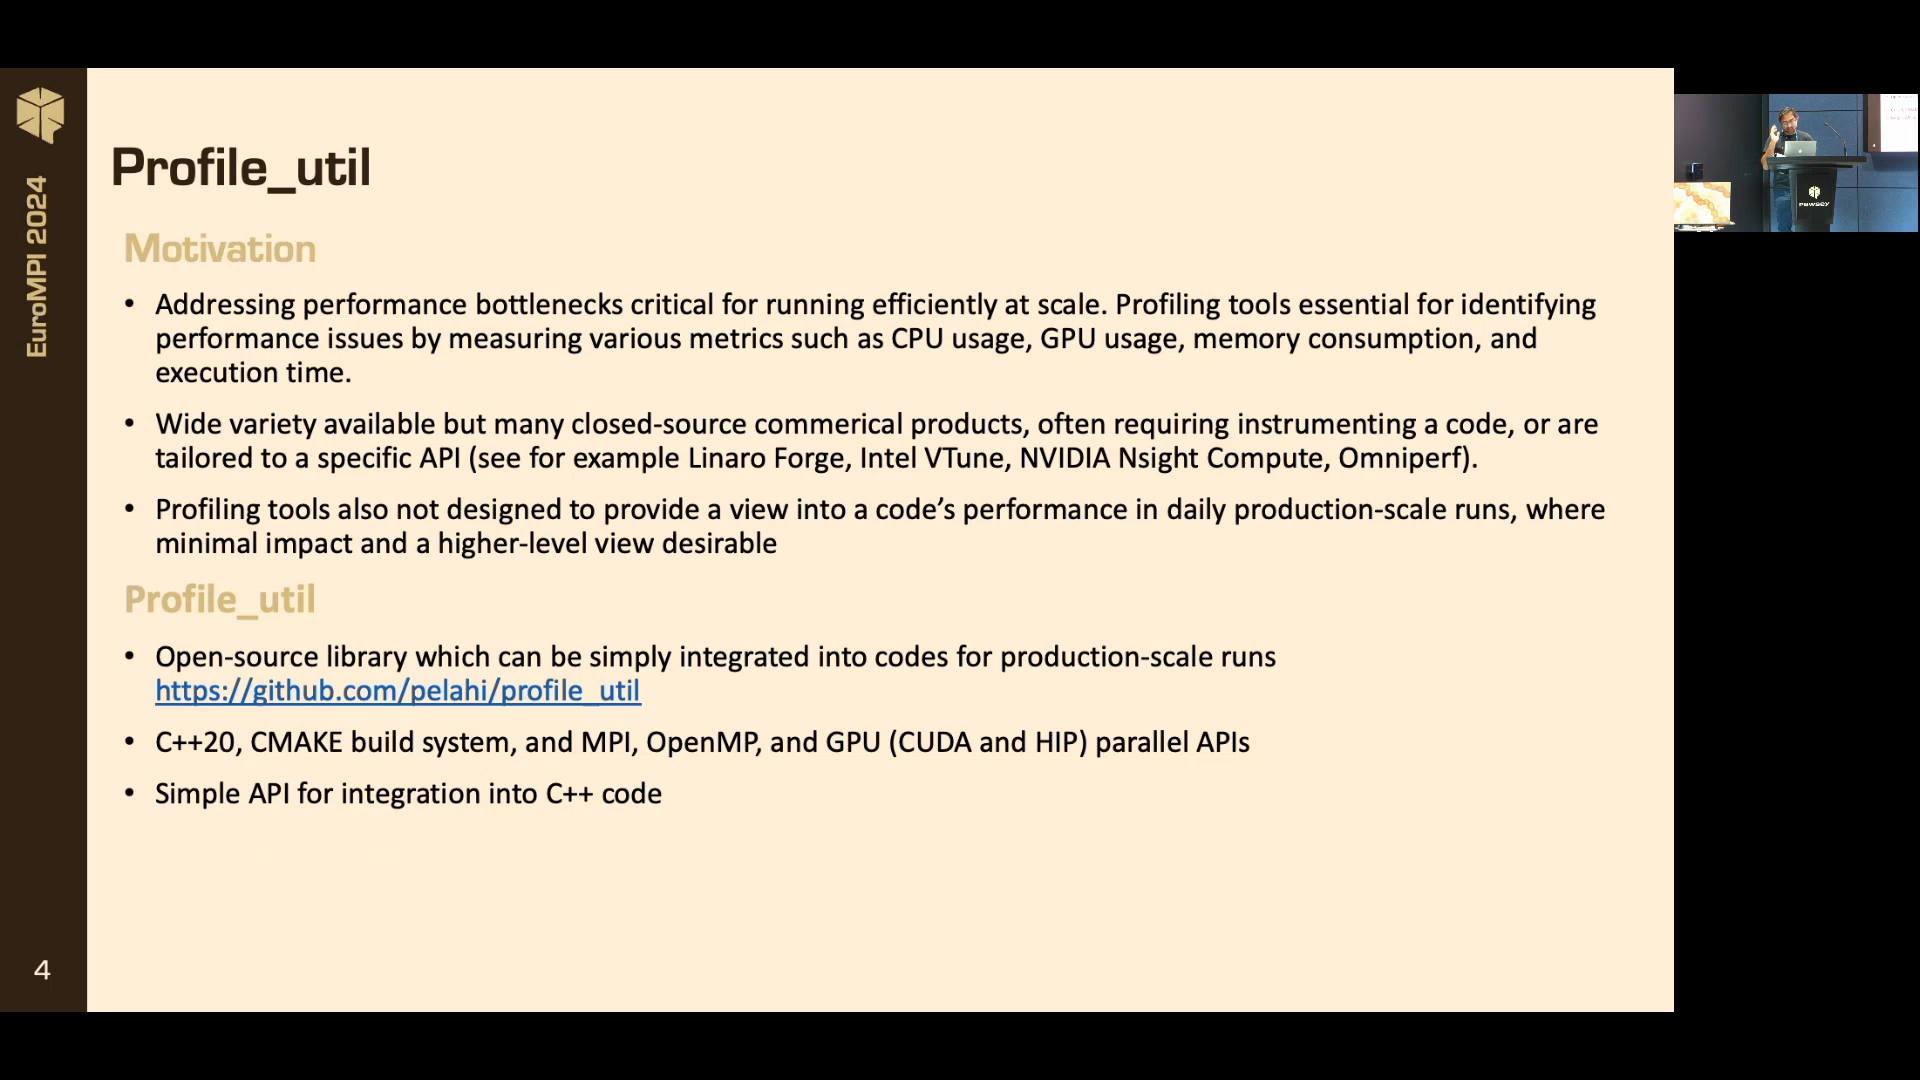 EuroMPI 2024
Profile_util
Motivation
• Addressing performance bottlenecks critical for running efficiently at scale. Profiling tools essential for identifying
performance issues by measuring various metrics such as CPU usage, GPU usage, memory consumption, and
execution time.
• Wide variety available but many closed-source commerical products, often requiring instrumenting a code, or are
tailored to a specific API (see for example Linaro Forge, Intel VTune, NVIDIA Nsight Compute, Omniperf).
• Profiling tools also not designed to provide a view into a code’s performance in daily production-scale runs, where
minimal impact and a higher-level view desirable
Profile_util
• Open-source library which can be simply integrated into codes for production-scale runs
https://github.com/pelahi/profile_util
• C++20, CMAKE build system, and MPI, OpenMP, and GPU (CUDA and HIP) parallel APIs
• Simple API for integration into C++ code
4
PAWSEY